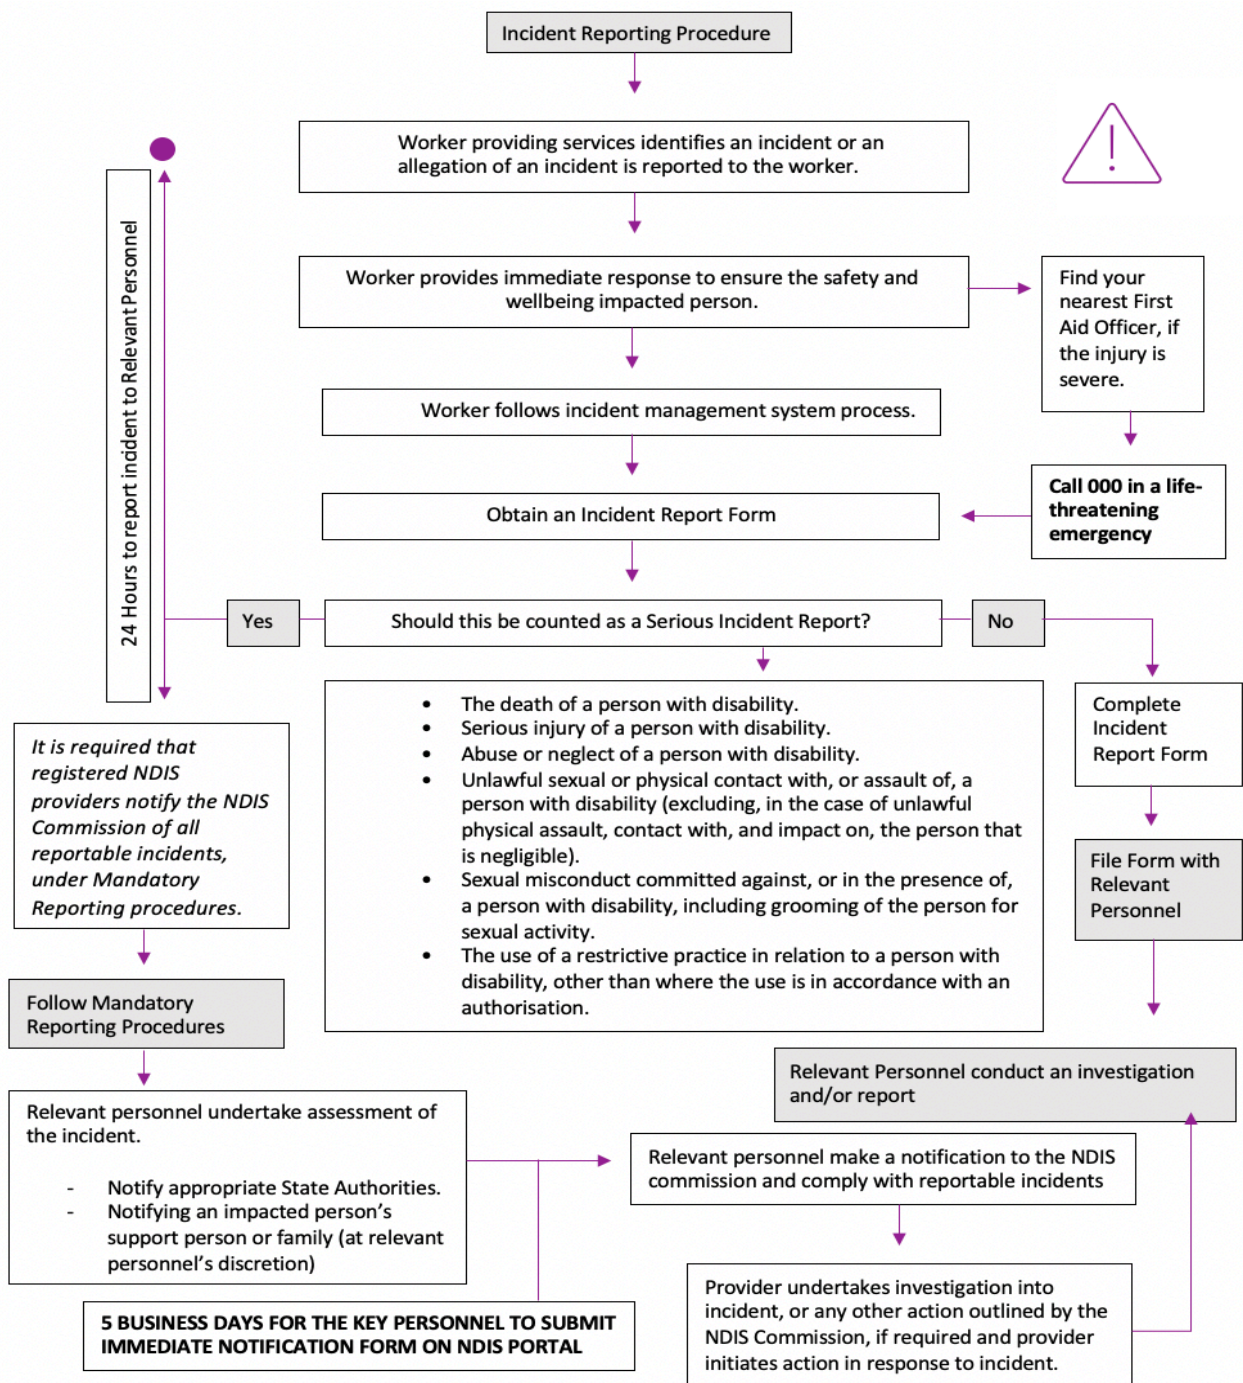 Incident Reporting Procedure
Worker providing services identifies an incident or an
allegation of an incident is reported to the worker.
24 Hours to report incident to Relevant Personnel
Worker provides immediate response to ensure the safety and
wellbeing impacted person.
Find your
nearest First
Aid Officer, if
the injury is
severe.
Worker follows incident management system process.
Call 000 in a life-
threatening
emergency
Obtain an Incident Report Form
Yes
Should this be counted as a Serious Incident Report?
No
• The death of a person with disability.
• Serious injury of a person with disability.
• Abuse or neglect of a person with disability.
• Unlawful sexual or physical contact with, or assault of, a
person with disability (excluding, in the case of unlawful
physical assault, contact with, and impact on, the person that
is negligible).
• Sexual misconduct committed against, or in the presence of,
a person with disability, including grooming of the person for
sexual activity.
• The use of a restrictive practice in relation to a person with
disability, other than where the use is in accordance with an
authorisation.
Complete
Incident
Report Form
File Form with
Relevant
Personnel
It is required that
registered NDIS
providers notify the NDIS
Commission of all
reportable incidents,
under Mandatory
Reporting procedures.
Follow Mandatory
Reporting Procedures
Relevant personnel undertake assessment of
the incident.
- Notify appropriate State Authorities.
- Notifying an impacted person's
support person or family (at relevant
personnel's discretion)
5 BUSINESS DAYS FOR THE KEY PERSONNEL TO SUBMIT
IMMEDIATE NOTIFICATION FORM ON NDIS PORTAL
Relevant personnel make a notification to the NDIS
commission and comply with reportable incidents
Provider undertakes investigation into
incident, or any other action outlined by the
NDIS Commission, if required and provider
initiates action in response to incident.
Relevant Personnel conduct an investigation
and/or report